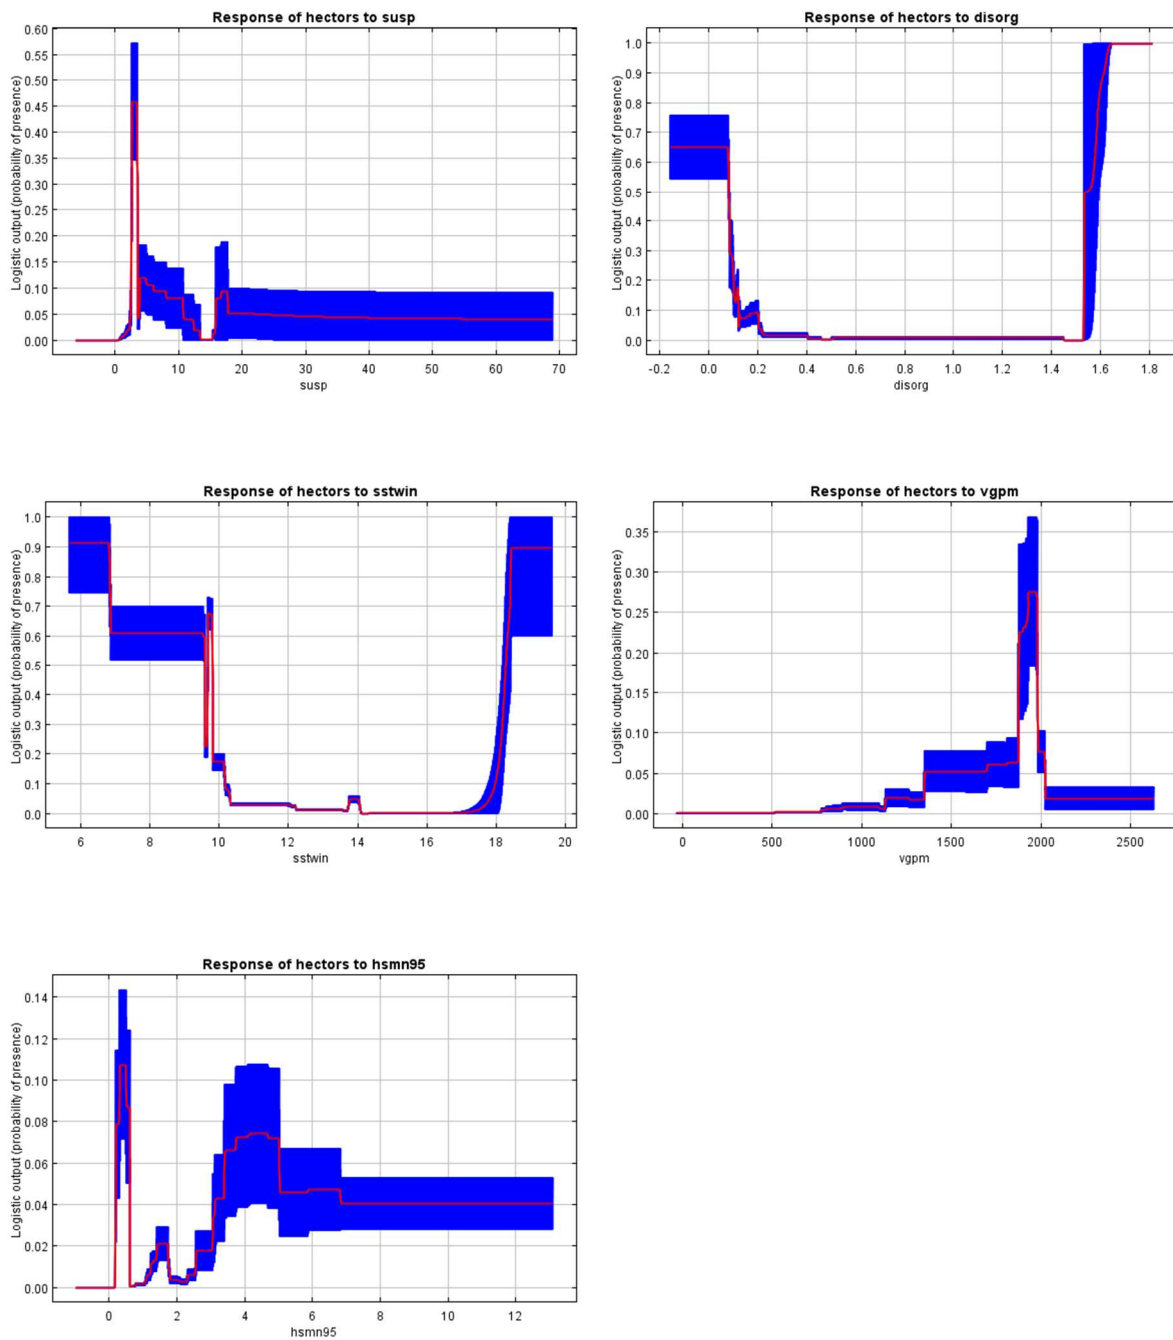 Response of hectors to susp
Logistic output (probability of presence)
0.60
0.55
0.50
0.45
0.40
0.35
0.30
0.25
0.20
0.15
0.10
0.05
0.00
0 10 20 30 40 50 60 70
susp
Response of hectors to disorg
Logistic output (probability of presence)
1.0
0.9
0.8
0.7
0.6
0.5
0.4
0.3
0.2
0.1
0.0
-0.2 0.0 0.2 0.4 0.6 0.8 1.0 1.2 1.4 1.6 1.8
disorg
Response of hectors to sstwin
Logistic output (probability of presence)
1.0
0.9
0.8
0.7
0.6
0.5
0.4
0.3
0.2
0.1
0.0
6 8 10 12 14 16 18 20
sstwin
Response of hectors to vgpm
Logistic output (probability of presence)
0.35
0.30
0.25
0.20
0.15
0.10
0.05
0.00
0 500 1000 1500 2000 2500
vgpm
Response of hectors to hsmn95
Logistic output (probability of presence)
0.14
0.12
0.10
0.08
0.06
0.04
0.02
0.00
0 2 4 6 8 10 12
hsmn95